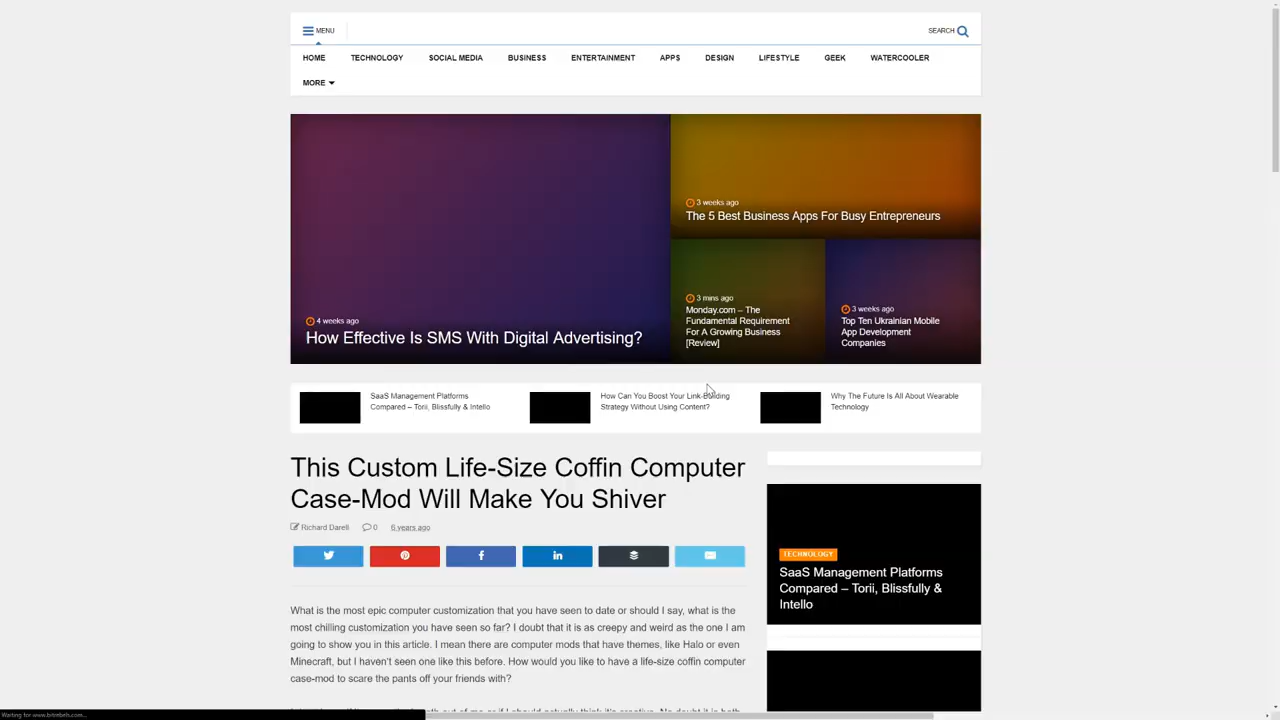 MENU
SEARCH
HOME TECHNOLOGY SOCIAL MEDIA BUSINESS ENTERTAINMENT APPS DESIGN LIFESTYLE GEEK WATERCOOLER
MORE
4 weeks ago
How Effective Is SMS With Digital Advertising?
3 weeks ago
The 5 Best Business Apps For Busy Entrepreneurs
3 mins ago
Monday.com – The
Fundamental Requirement
For A Growing Business
[Review]
3 weeks ago
Top Ten Ukrainian Mobile
App Development
Companies
SaaS Management Platforms
Compared – Torii, Blissfully & Intello
How Can You Boost Your Link-Building
Strategy Without Using Content?
Why The Future Is All About Wearable
Technology
This Custom Life-Size Coffin Computer
Case-Mod Will Make You Shiver
Richard Darell 0 6 years ago
What is the most epic computer customization that you have seen to date or should I say, what is the
most chilling customization you have seen so far? I doubt that it is as creepy and weird as the one I am
going to show you in this article. I mean there are computer mods that have themes, like Halo or even
Minecraft, but I haven't seen one like this before. How would you like to have a life-size coffin computer
case-mod to scare the pants off your friends with?
TECHNOLOGY
SaaS Management Platforms
Compared – Torii, Blissfully &
Intello
Waiting for www.bitrebels.com...